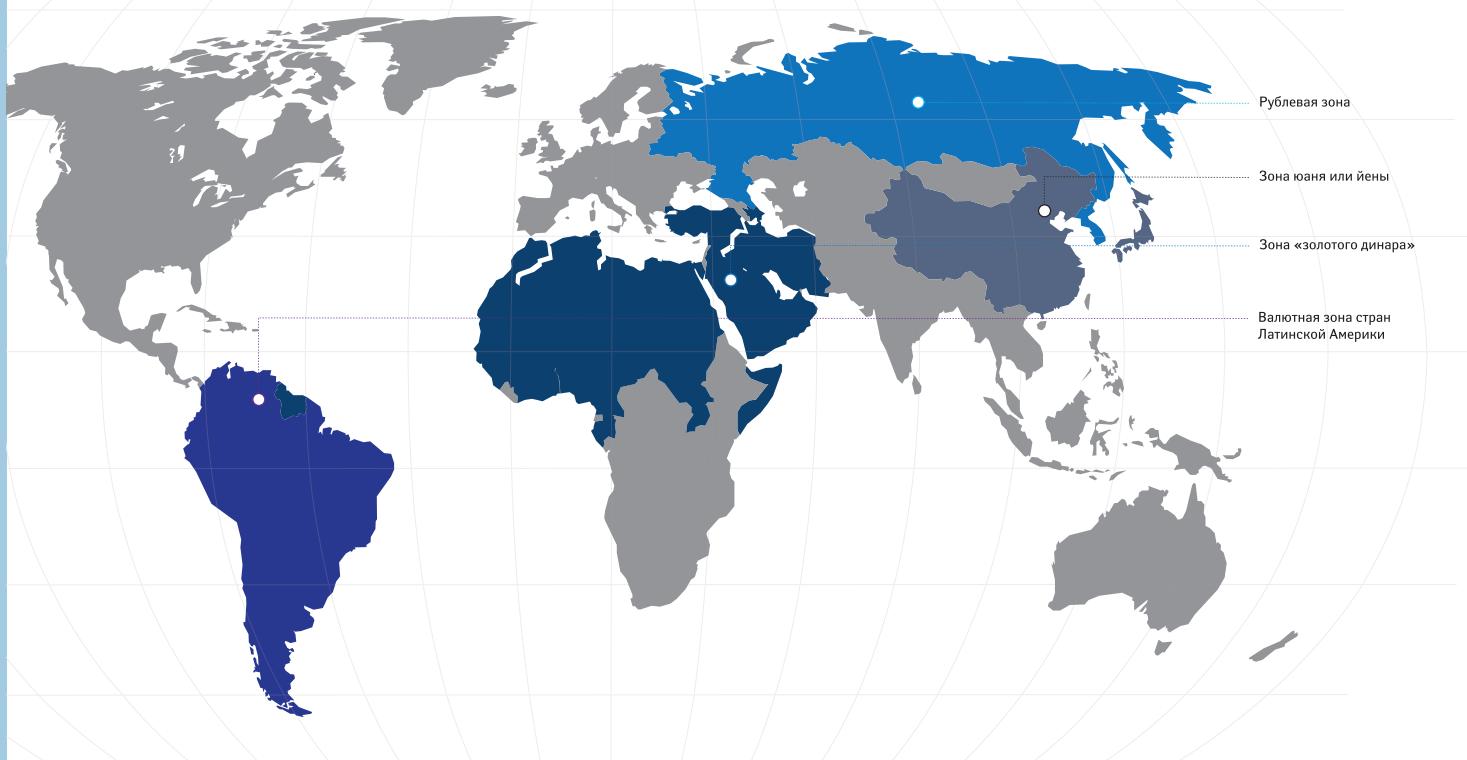 Рублевая зона
Зона юаня или йены
Зона «золотого динара»
Валютная зона стран
Латинской Америки